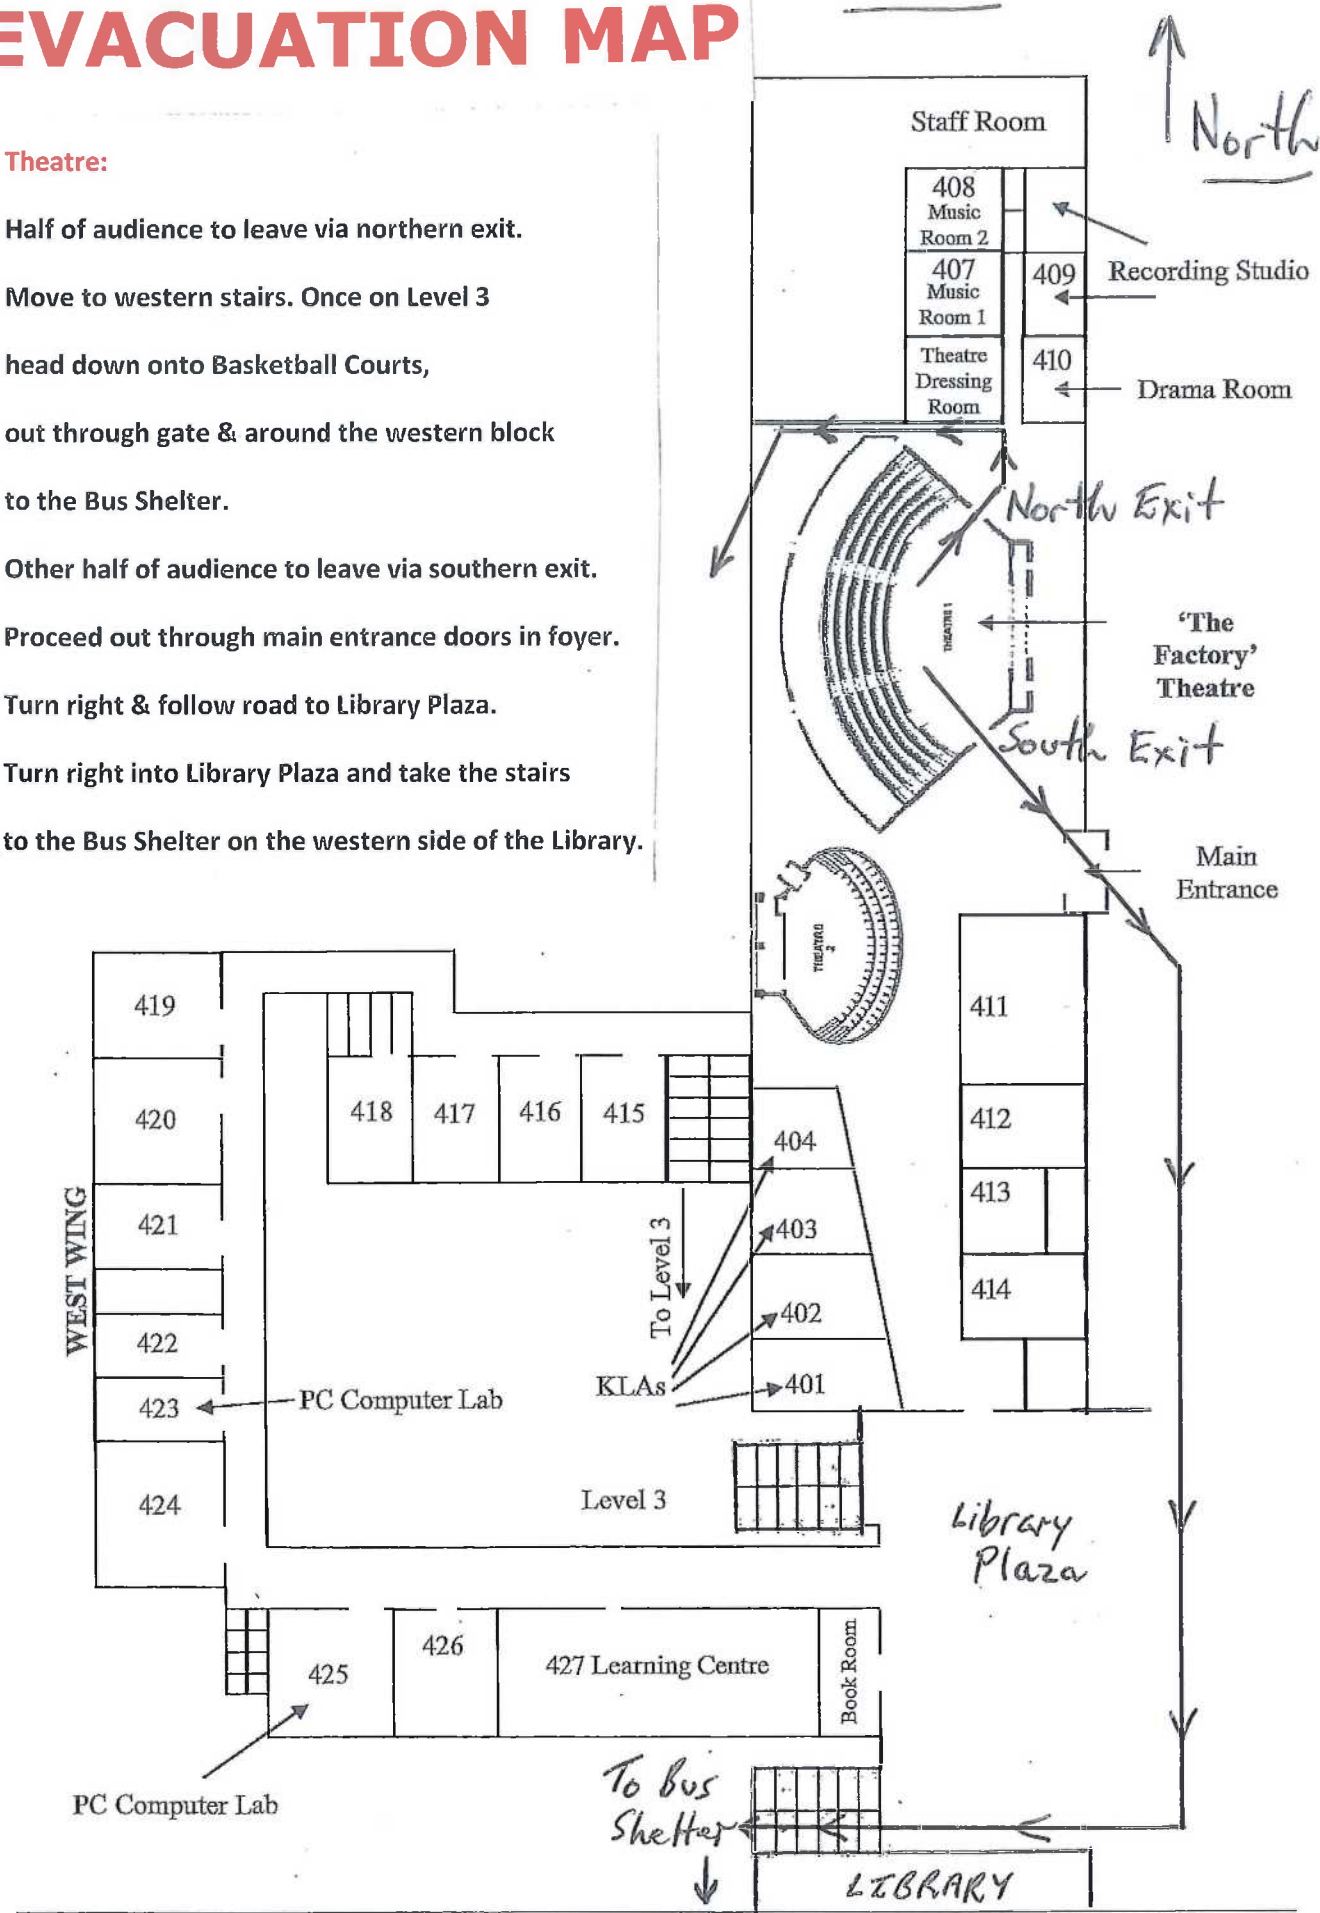 EVACUATION MAP
North
Theatre:
Half of audience to leave via northern exit.
Move to western stairs. Once on Level 3
head down onto Basketball Courts,
out through gate & around the western block
to the Bus Shelter.
Other half of audience to leave via southern exit.
Proceed out through main entrance doors in foyer.
Turn right & follow road to Library Plaza.
Turn right into Library Plaza and take the stairs
to the Bus Shelter on the western side of the Library.
Staff Room
408
Music
Room 2
407
Music
Room 1
Theatre
Dressing
Room
409
410
Recording Studio
Drama Room
North Exit
THEATRE 1
'The
Factory'
Theatre
South Exit
Main
Entrance
THEATRE
2
411
412
413
414
419
420
421
422
423
424
WEST WING
418
417
416
415
404
403
402
401
To Level 3
KLAs
PC Computer Lab
Level 3
Library
Plaza
425
426
427 Learning Centre
Book Room
PC Computer Lab
To Bus
Shelter
LIBRARY